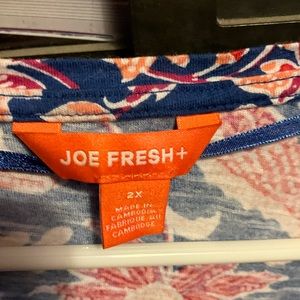 JOE FRESH+
2X
MADE IN
CAMBODIA
FABRIQUÉ AU
CAMBODGE